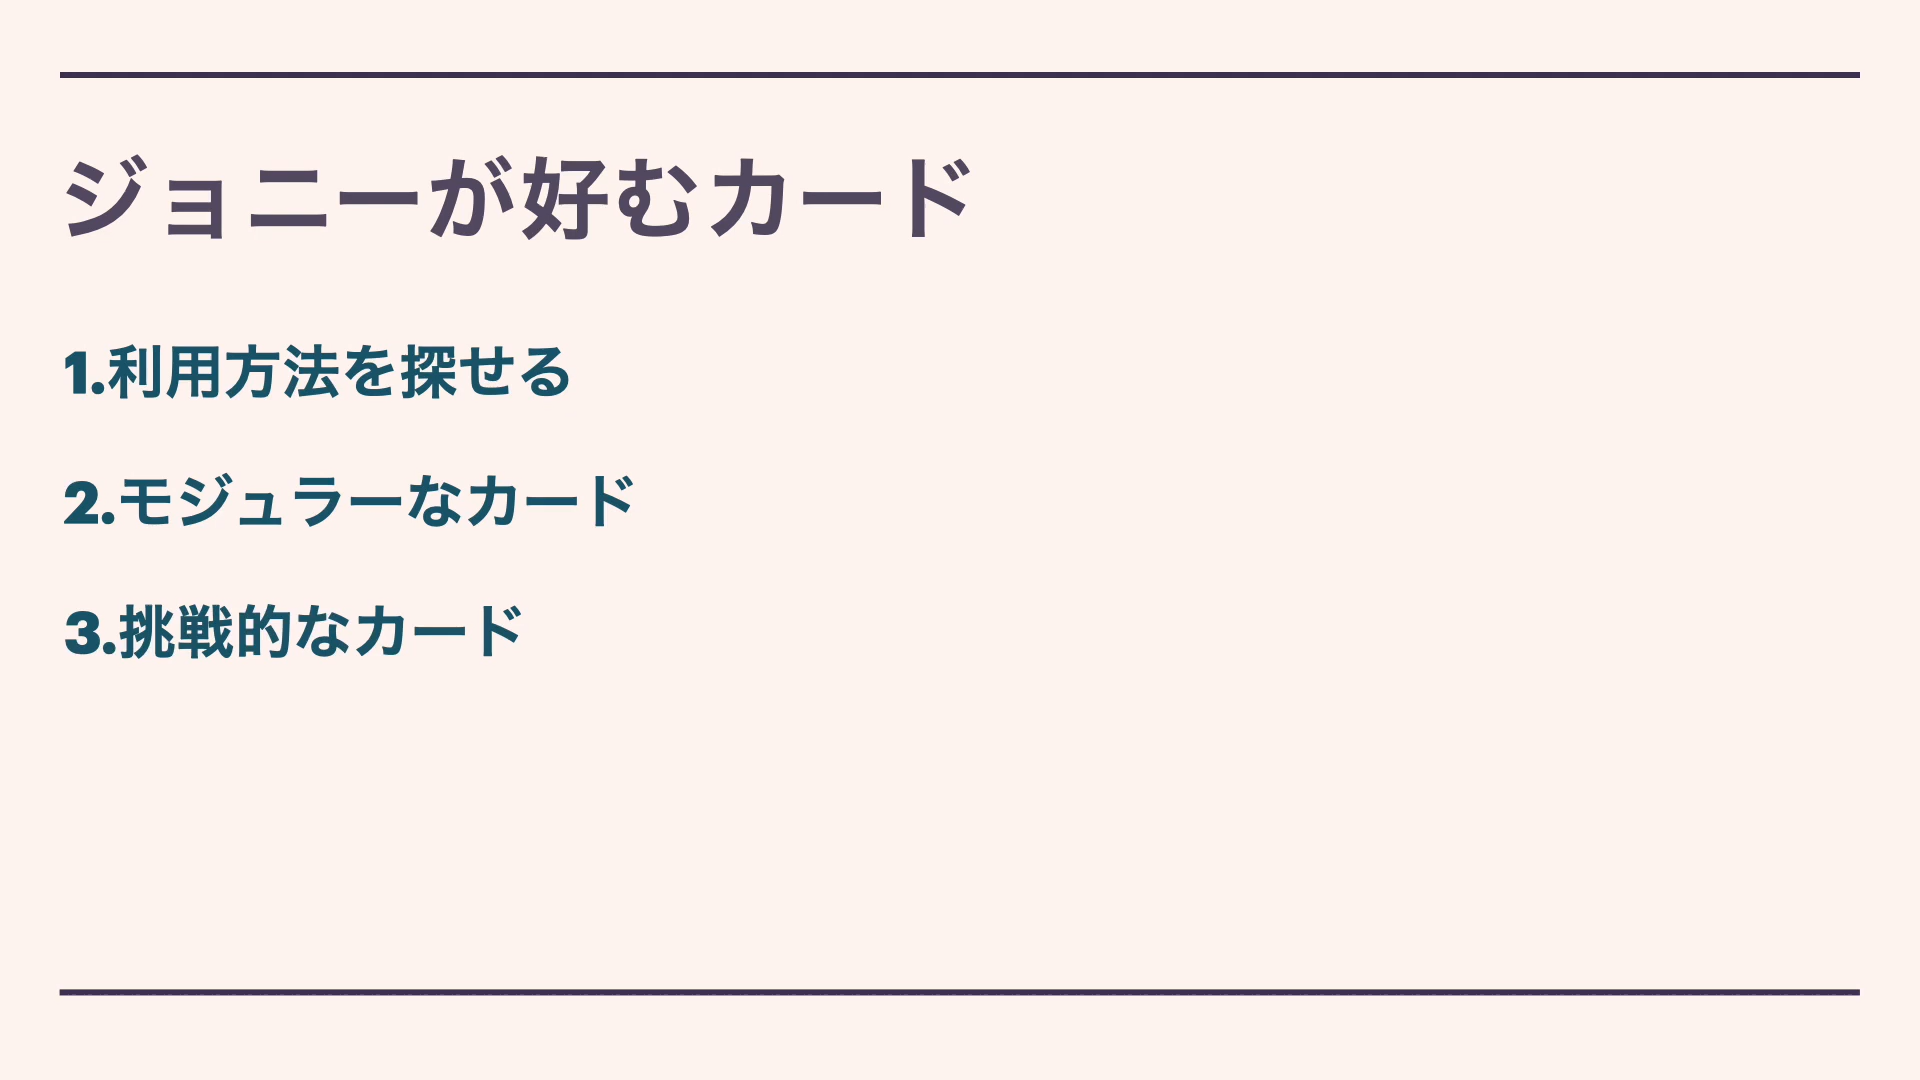 ジョニーが好むカード
1.利用方法を探せる
2.モジュラーなカード
3.挑戦的なカード